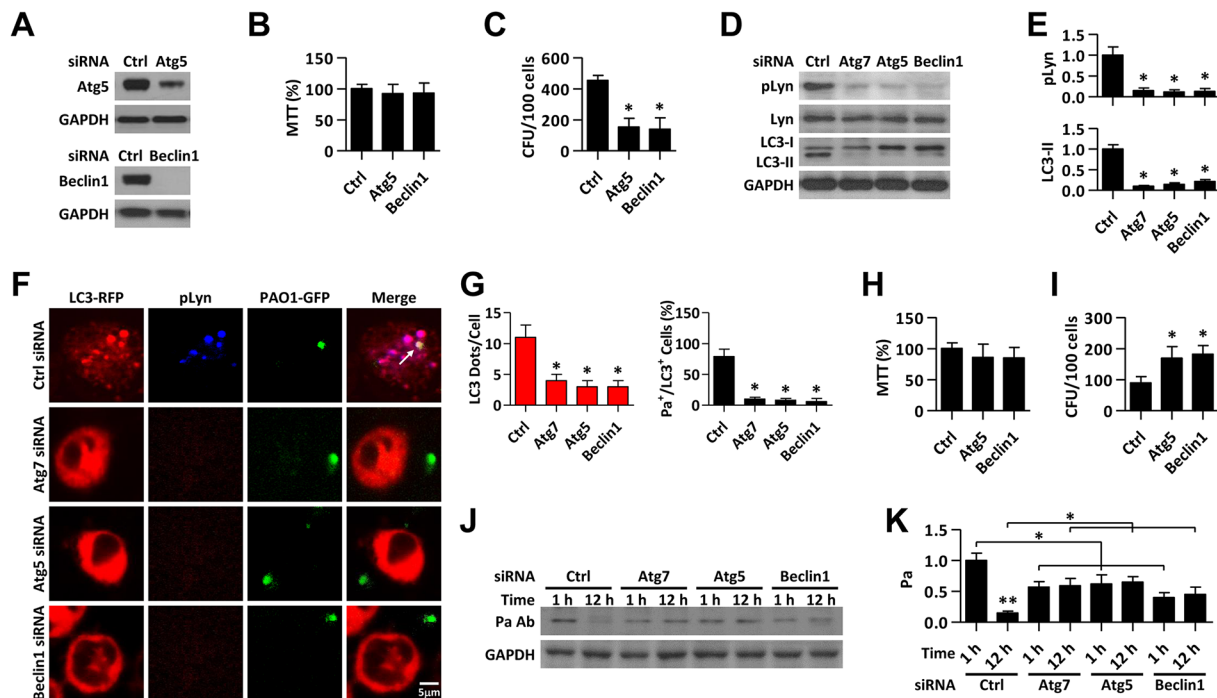 A
siRNA Ctrl Atg5
Atg5
GAPDH
siRNA Ctrl Beclin1
Beclin1
GAPDH
B
MTT (%)
150
100
50
0
Ctrl
Atg5
Beclin1
C
CFU/100 cells
600
400
200
0
* *
Ctrl
Atg5
Beclin1
D
siRNA Ctrl Atg7 Atg5 Beclin1
pLyn
Lyn
LC3-I
LC3-II
GAPDH
E
pLyn
1.5
1.0
0.5
0.0
* * *
LC3-II
1.5
1.0
0.5
0.0
* * *
Ctrl
Atg7
Atg5
Beclin1
F
LC3-RFP pLyn PAO1-GFP Merge
Ctrl siRNA
Atg7 siRNA
Atg5 siRNA
Beclin1 siRNA
5μm
G
LC3 Dots/Cell
15
10
5
0
* * *
Ctrl
Atg7
Atg5
Beclin1
Pa+/LC3+ Cells (%)
150
100
50
0
* * *
Ctrl
Atg7
Atg5
Beclin1
H
MTT (%)
150
100
50
0
Ctrl
Atg5
Beclin1
I
CFU/100 cells
300
200
100
0
* *
Ctrl
Atg5
Beclin1
J
siRNA Ctrl Atg7 Atg5 Beclin1
Time 1 h 12 h 1 h 12 h 1 h 12 h 1 h 12 h
Pa Ab
GAPDH
K
Pa
1.5
1.0
0.5
0.0
*
*
**
Time 1 h 12 h 1 h 12 h 1 h 12 h 1 h 12 h
siRNA Ctrl Atg7 Atg5 Beclin1